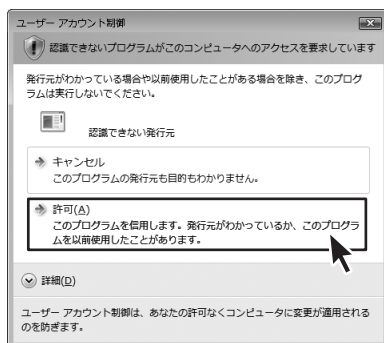 ユーザー アカウント制御
認識できないプログラムがこのコンピュータへのアクセスを要求しています
発行元がわかっている場合や以前使用したことがある場合を除き、このプログ
ラムは実行しないでください。
認識できない発行元
キャンセル
このプログラムの発行元も目的もわかりません。
許可(A)
このプログラムを信用します。発行元がわかっているか、このプログラ
ムを以前使用したことがあります。
詳細(D)
ユーザー アカウント制御は、あなたの許可なくコンピュータに変更が適用される
のを防ぎます。